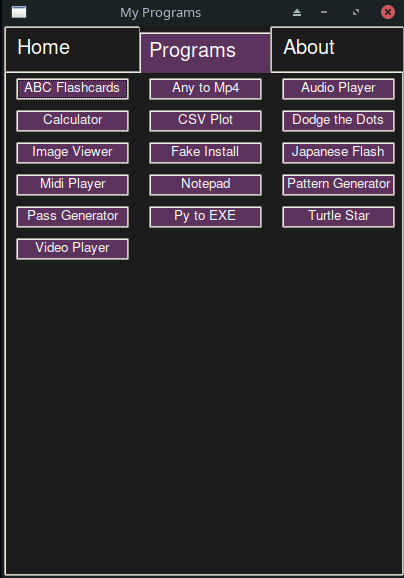 My Programs
Home Programs About
ABC Flashcards Any to Mp4 Audio Player
Calculator CSV Plot Dodge the Dots
Image Viewer Fake Install Japanese Flash
Midi Player Notepad Pattern Generator
Pass Generator Py to EXE Turtle Star
Video Player